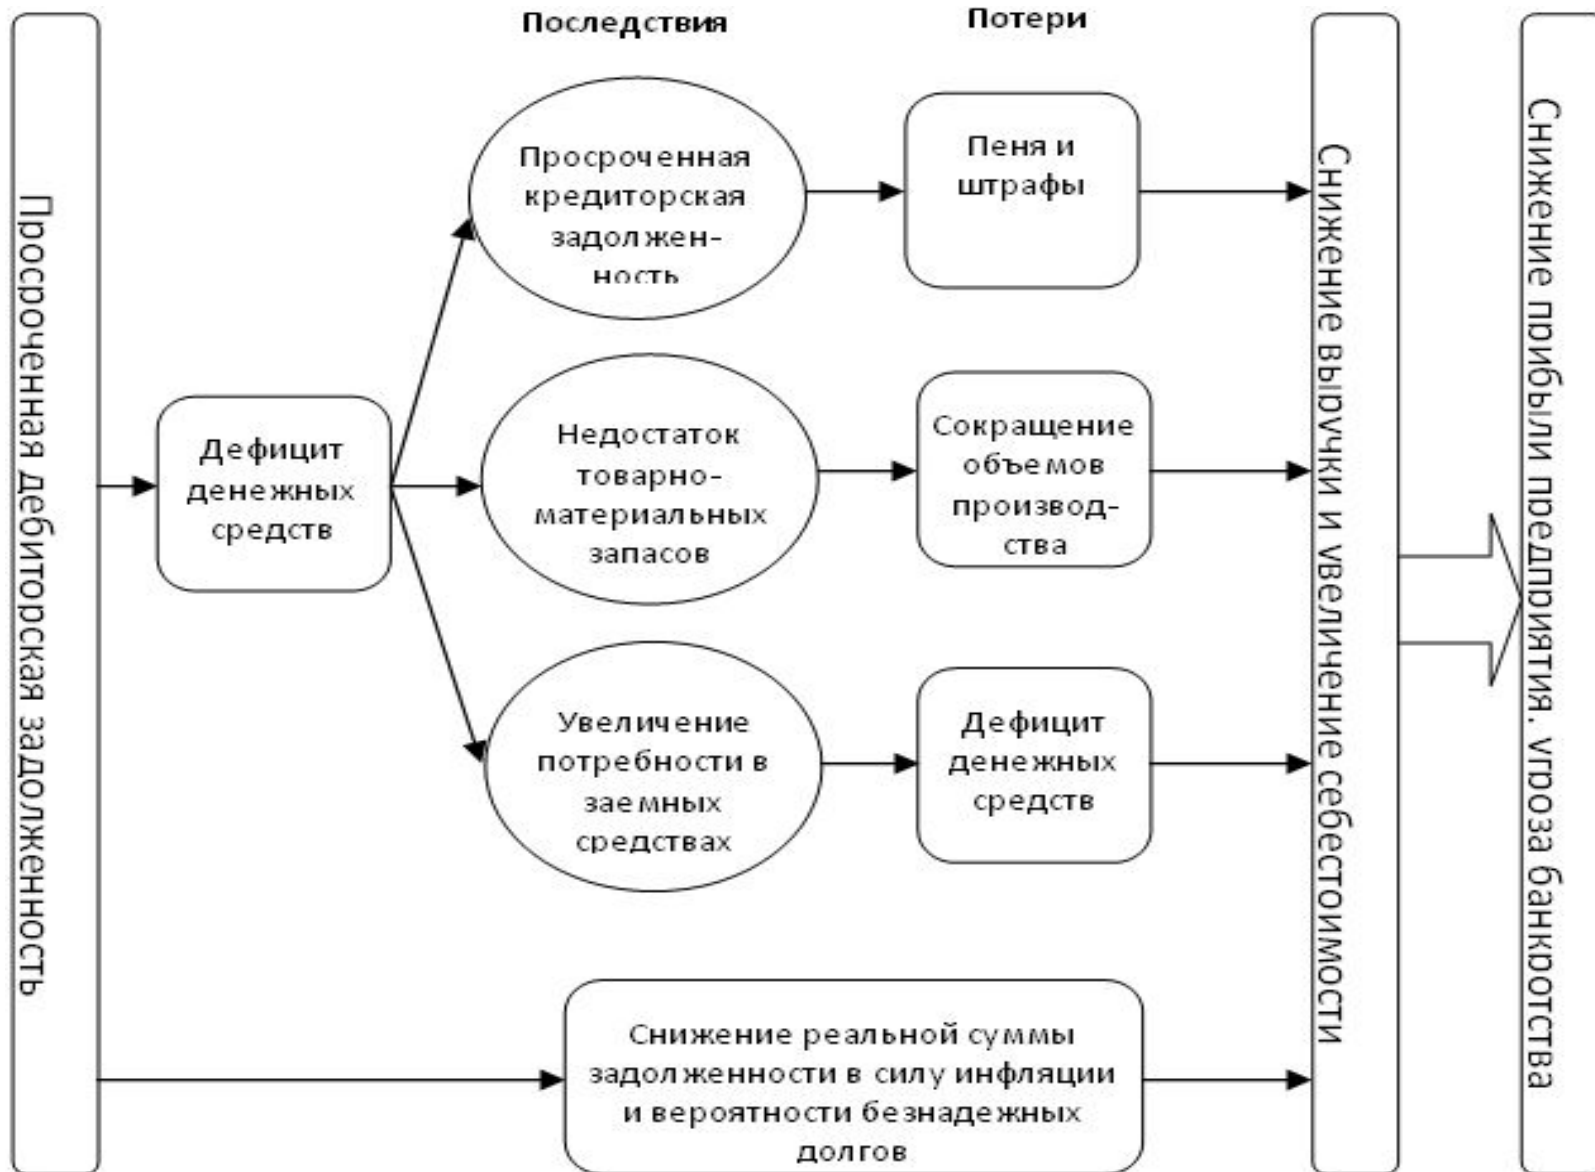 Последствия
Потери
Просроченная дебиторская задолженность
Дефицит
денежных
средств
Просроченная
кредиторская
задолжен-
ность
Пеня и
штрафы
Недостаток
товарно-
материальных
запасов
Сокращение
объемов
производ-
ства
Увеличение
потребности в
заемных
средствах
Дефицит
денежных
средств
Снижение реальной суммы
задолженности в силу инфляции
и вероятности безнадежных
долгов
Снижение выручки и увеличение себестоимости
Снижение прибыли предприятия. угроза банкротства